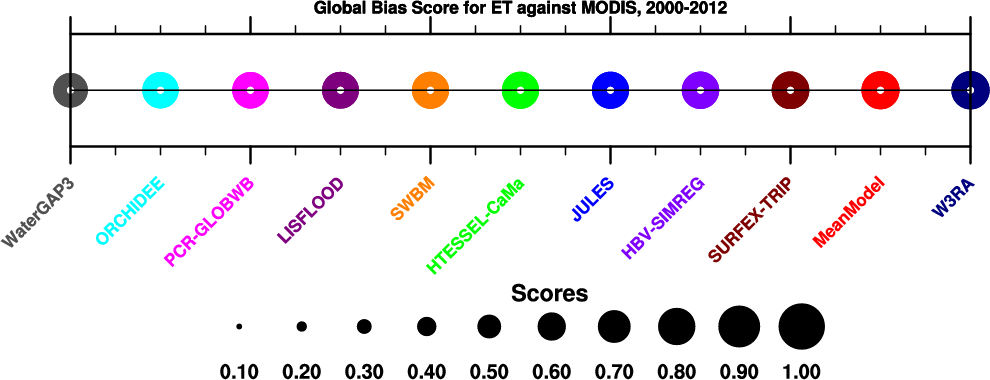 Global Bias Score for ET against MODIS, 2000-2012
WaterGAP3
ORCHIDEE
PCR-GLOBWB
LISFLOOD
SWBM
HTESSEL-CaMa
JULES
HBV-SIMREG
SURFEX-TRIP
MeanModel
W3RA
Scores
0.10 0.20 0.30 0.40 0.50 0.60 0.70 0.80 0.90 1.00